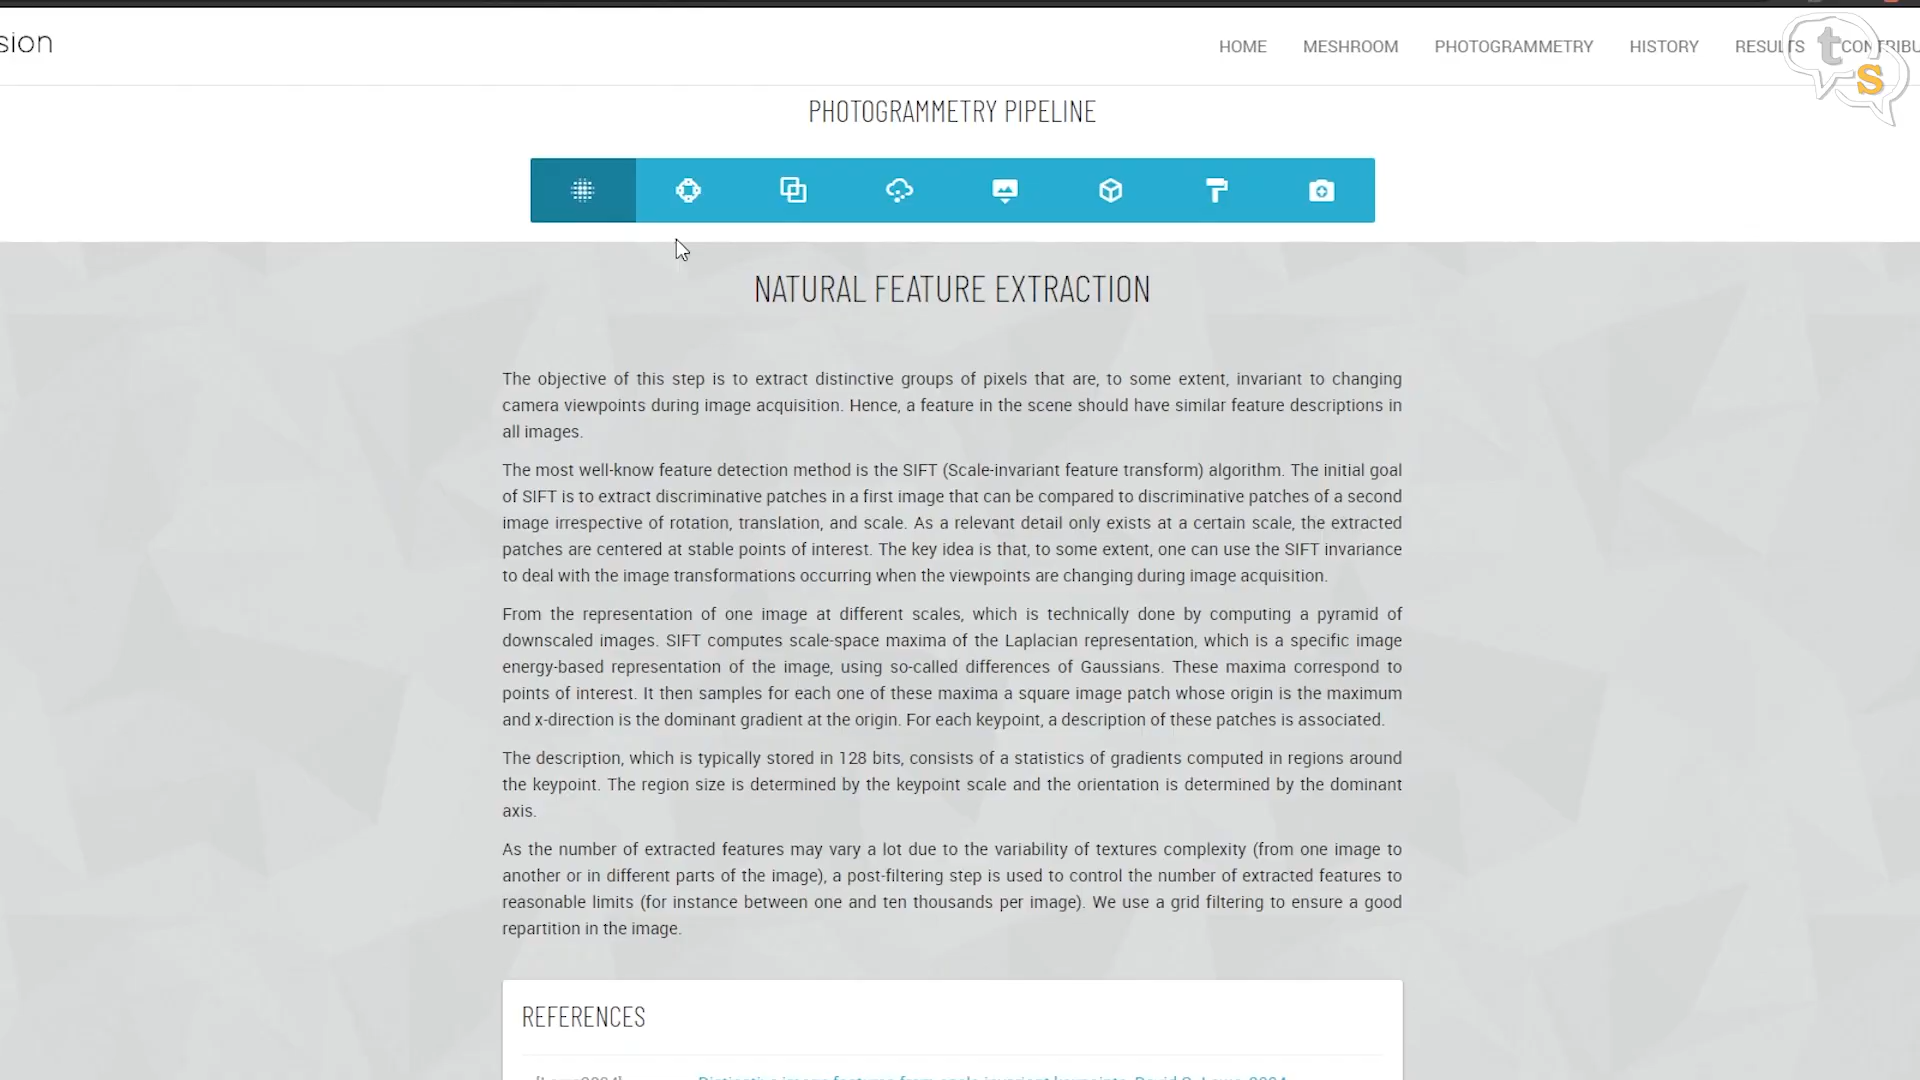 sion
HOME MESHROOM PHOTOGRAMMETRY HISTORY RESULTS CONTRIBU
ts
PHOTOGRAMMETRY PIPELINE
NATURAL FEATURE EXTRACTION
The objective of this step is to extract distinctive groups of pixels that are, to some extent, invariant to changing
camera viewpoints during image acquisition. Hence, a feature in the scene should have similar feature descriptions in
all images.
The most well-know feature detection method is the SIFT (Scale-invariant feature transform) algorithm. The initial goal
of SIFT is to extract discriminative patches in a first image that can be compared to discriminative patches of a second
image irrespective of rotation, translation, and scale. As a relevant detail only exists at a certain scale, the extracted
patches are centered at stable points of interest. The key idea is that, to some extent, one can use the SIFT invariance
to deal with the image transformations occurring when the viewpoints are changing during image acquisition.
From the representation of one image at different scales, which is technically done by computing a pyramid of
downscaled images. SIFT computes scale-space maxima of the Laplacian representation, which is a specific image
energy-based representation of the image, using so-called differences of Gaussians. These maxima correspond to
points of interest. It then samples for each one of these maxima a square image patch whose origin is the maximum
and x-direction is the dominant gradient at the origin. For each keypoint, a description of these patches is associated.
The description, which is typically stored in 128 bits, consists of a statistics of gradients computed in regions around
the keypoint. The region size is determined by the keypoint scale and the orientation is determined by the dominant
axis.
As the number of extracted features may vary a lot due to the variability of textures complexity (from one image to
another or in different parts of the image), a post-filtering step is used to control the number of extracted features to
reasonable limits (for instance between one and ten thousands per image). We use a grid filtering to ensure a good
repartition in the image.
REFERENCES
[Lowe2004] Distinctive image features from scale-invariant keypoints, David G. Lowe, 2004